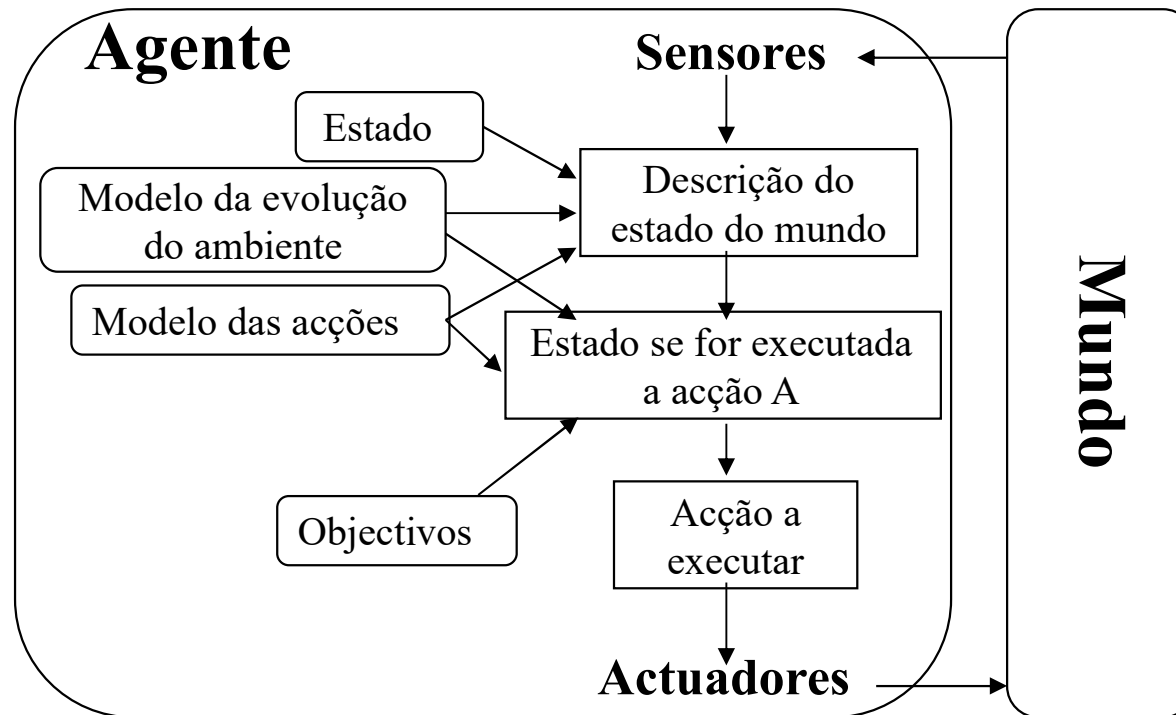 Agente
Sensores
Estado
Modelo da evolução
do ambiente
Modelo das acções
Descrição do
estado do mundo
Estado se for executada
a acção A
Objectivos
Acção a
executar
Actuadores
Mundo